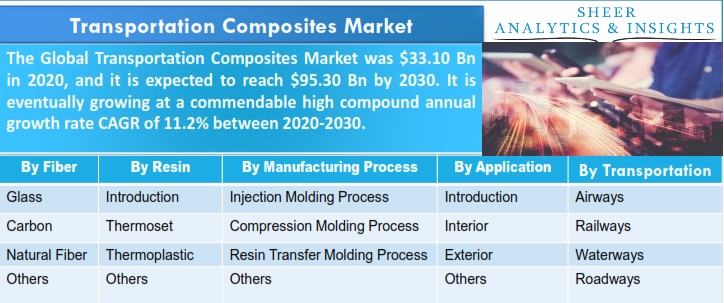 Transportation Composites Market
SHEER
ANALYTICS & INSIGHTS
The Global Transportation Composites Market was $33.10 Bn
in 2020, and it is expected to reach $95.30 Bn by 2030. It is
eventually growing at a commendable high compound annual
growth rate CAGR of 11.2% between 2020-2030.
By Fiber By Resin By Manufacturing Process By Application By Transportation
Glass Introduction Injection Molding Process Introduction Airways
Carbon Thermoset Compression Molding Process Interior Railways
Natural Fiber Thermoplastic Resin Transfer Molding Process Exterior Waterways
Others Others Others Others Roadways